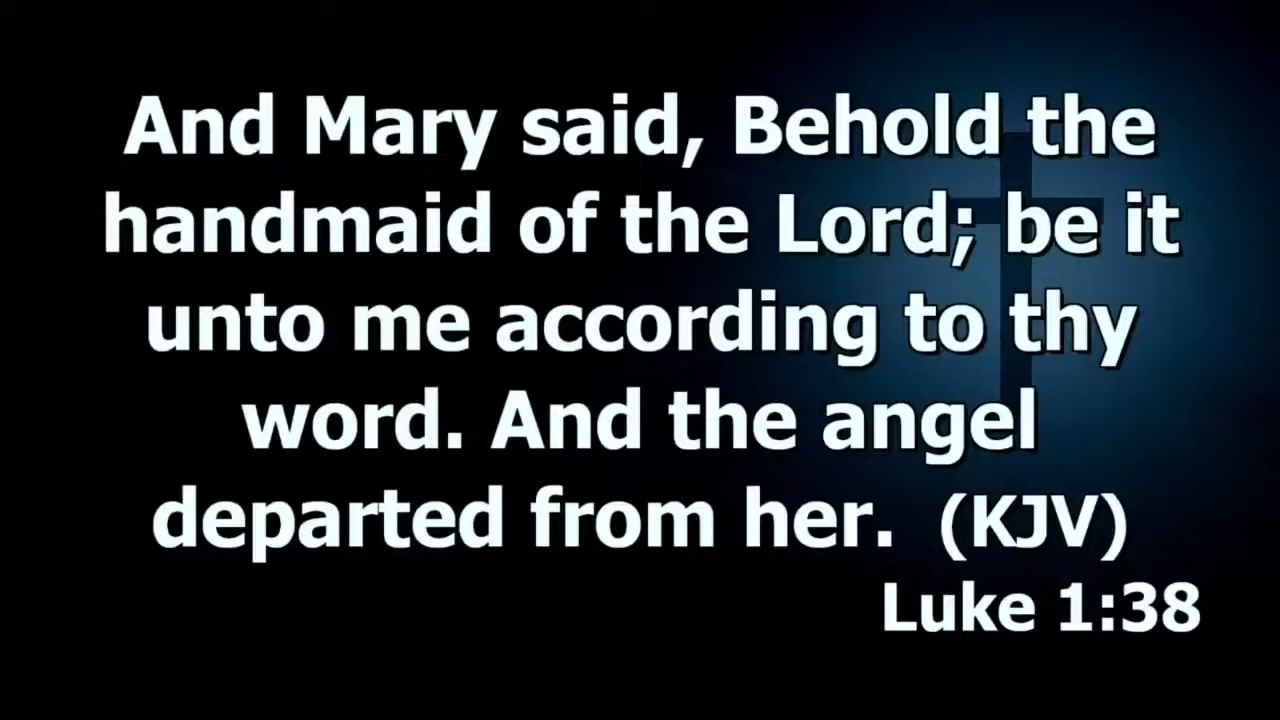 And Mary said, Behold the
handmaid of the Lord; be it
unto me according to thy
word. And the angel
departed from her.  (KJV)
Luke 1:38